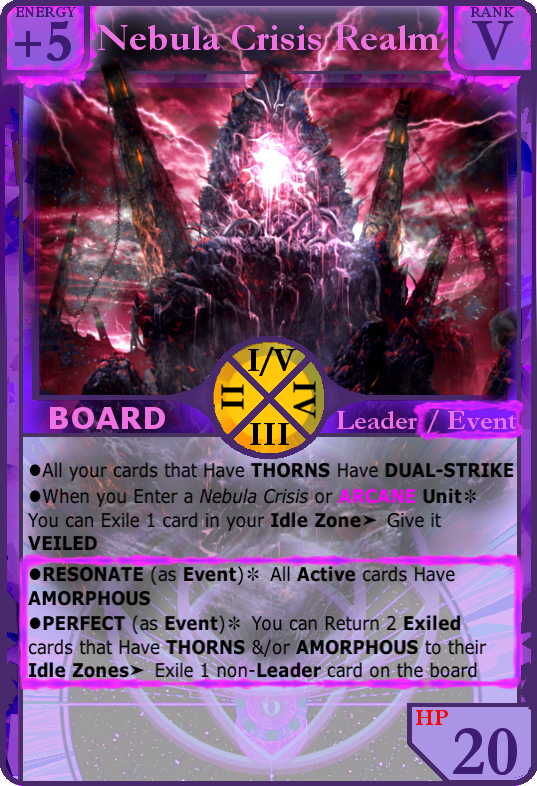 ENERGY
+5
Nebula Crisis Realm
RANK
V
I/V
II
IV
III
BOARD
Leader / Event
●All your cards that Have THORNS Have DUAL-STRIKE
●When you Enter a Nebula Crisis or ARCANE Unit✻
You can Exile 1 card in your Idle Zone➤ Give it
VEILED
●RESONATE (as Event)✻ All Active cards Have
AMORPHOUS
●PERFECT (as Event)✻ You can Return 2 Exiled
cards that Have THORNS &/or AMORPHOUS to their
Idle Zones➤ Exile 1 non-Leader card on the board
HP
20